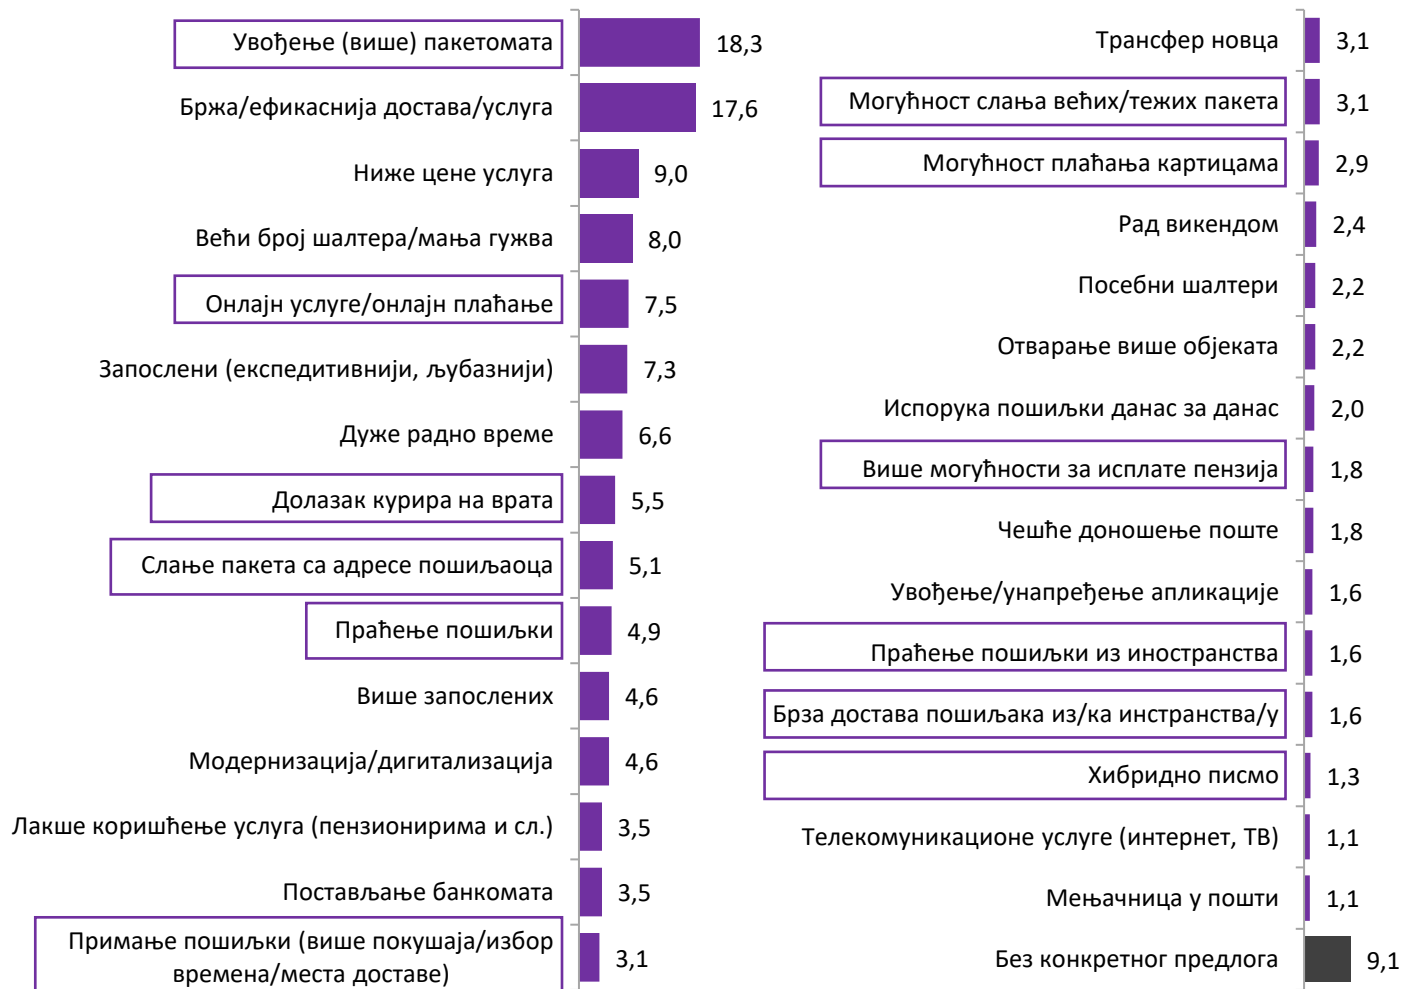 Увођење (више) пакетомата 18,3
Бржа/ефикаснија достава/услуга 17,6
Ниже цене услуга 9,0
Већи број шалтера/мања гужва 8,0
Онлајн услуге/онлајн плаћање 7,5
Запослени (експедитивнији, љубазнији) 7,3
Дуже радно време 6,6
Долазак курира на врата 5,5
Слање пакета са адресе пошиљаоца 5,1
Праћење пошиљки 4,9
Више запослених 4,6
Модернизација/дигитализација 4,6
Лакше коришћење услуга (пензионирима и сл.) 3,5
Постављање банкомата 3,5
Примање пошиљки (више покушаја/избор
времена/места доставе) 3,1
Трансфер новца 3,1
Могућност слања већих/тежих пакета 3,1
Могућност плаћања картицама 2,9
Рад викендом 2,4
Посебни шалтери 2,2
Отварање више објеката 2,2
Испорука пошиљки данас за данас 2,0
Више могућности за исплате пензија 1,8
Чешће доношење поште 1,8
Увођење/унапређење апликације 1,6
Праћење пошиљки из иностранства 1,6
Брза достава пошиљака из/ка инстранства/у 1,6
Хибридно писмо 1,3
Телекомуникационе услуге (интернет, ТВ) 1,1
Мењачница у пошти 1,1
Без конкретног предлога 9,1